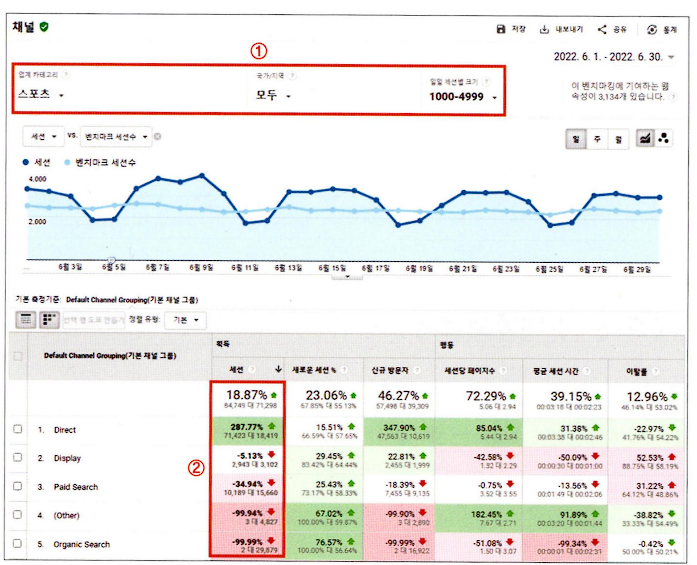 채널
저장 내보내기 공유 통계
①
2022. 6. 1. - 2022. 6. 30.
업계 카테고리 ? 국가/지역 ? 일일 세션별 크기 ?
스포츠 모두 1000-4999
이 벤치마킹에 기여하는 웹
속성이 3,134개 있습니다. ?
세션 vs. 벤치마크 세션수
일 주 월
세션 벤치마크 세션수
4,000
2,000
... 6월 3일 6월 5일 6월 7일 6월 9일 6월 11일 6월 13일 6월 15일 6월 17일 6월 19일 6월 21일 6월 23일 6월 25일 6월 27일 6월 29일
기본 측정기준: Default Channel Grouping(기본 채널 그룹)
선택 행 도표 만들기 정렬 유형: 기본
획득 행동
Default Channel Grouping(기본 채널 그룹)
세션 ? 새로운 세션 % ? 신규 방문자 ? 세션당 페이지수 ? 평균 세션 시간 ? 이탈률 ?
18.87% 23.06% 46.27% 72.29% 39.15% 12.96%
84,749 대 71,298 67.85% 대 55.13% 57,498 대 39,309 5.06 대 2.94 00:03:18 대 00:02:23 46.14% 대 53.02%
1. Direct 287.77% 15.51% 347.90% 85.04% 31.38% -22.97%
71,423 대 18,419 66.59% 대 57.65% 47,563 대 10,619 5.44 대 2.94 00:03:38 대 00:02:46 41.76% 대 54.22%
②
2. Display -5.13% 29.45% 22.81% -42.58% -50.09% 52.53%
2,943 대 3,102 83.42% 대 64.44% 2,455 대 1,999 1.32 대 2.29 00:00:30 대 00:01:00 88.75% 대 58.19%
3. Paid Search -34.94% 25.43% -18.39% -0.75% -13.56% 31.22%
10,189 대 15,660 73.17% 대 58.33% 7,455 대 9,135 3.52 대 3.55 00:01:49 대 00:02:06 64.12% 대 48.86%
4. (Other) -99.94% 67.02% -99.90% 182.45% 91.89% -38.82%
3 대 4,827 100.00% 대 59.87% 3 대 2,890 7.67 대 2.71 00:03:20 대 00:01:44 33.33% 대 54.49%
5. Organic Search -99.99% 76.57% -99.99% -51.08% -99.34% -0.42%
2 대 29,879 100.00% 대 56.64% 2 대 16,922 1.50 대 3.07 00:00:01 대 00:02:31 50.00% 대 50.21%